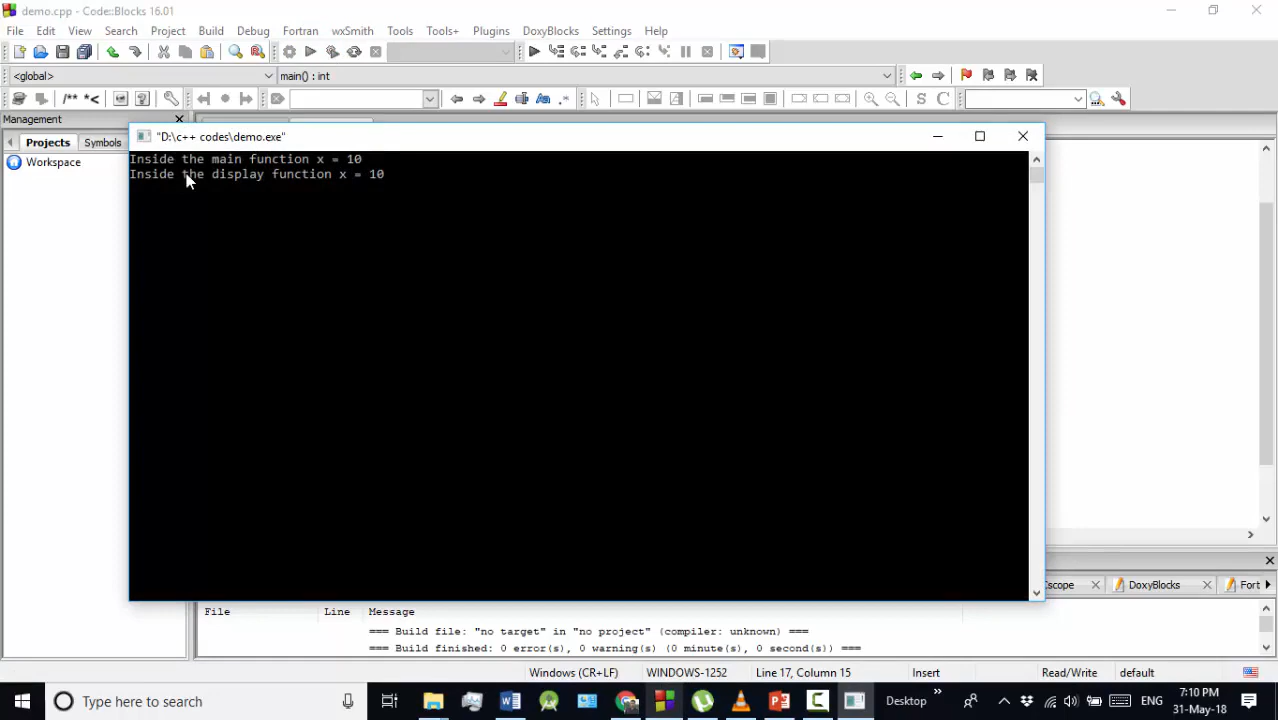 demo.cpp - Code::Blocks 16.01
File Edit View Search Project Build Debug Fortran wxSmith Tools Tools+ Plugins DoxyBlocks Settings Help
<global> main() : int
/** *<
S C
Management
Projects Symbols
Workspace
"D:\c++ codes\demo.exe"
Inside the main function x = 10
Inside the display function x = 10
Cscope DoxyBlocks Fort
File Line Message
=== Build file: "no target" in "no project" (compiler: unknown) ===
=== Build finished: 0 error(s), 0 warning(s) (0 minute(s), 0 second(s)) ===
Windows (CR+LF) WINDOWS-1252 Line 17, Column 15 Insert Read/Write default
Type here to search
Desktop
ENG
7:10 PM
31-May-18